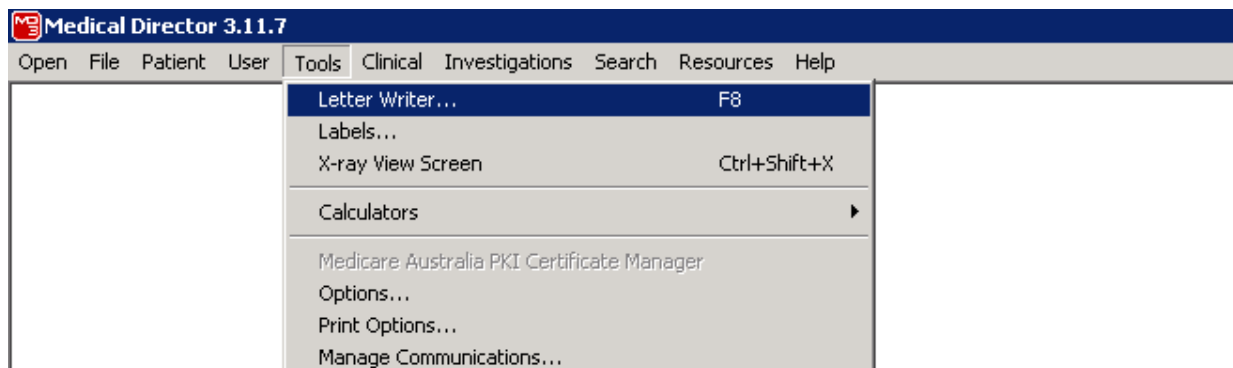 Medical Director 3.11.7
Open File Patient User Tools Clinical Investigations Search Resources Help
Letter Writer... F8
Labels...
X-ray View Screen Ctrl+Shift+X
Calculators
Medicare Australia PKI Certificate Manager
Options...
Print Options...
Manage Communications...